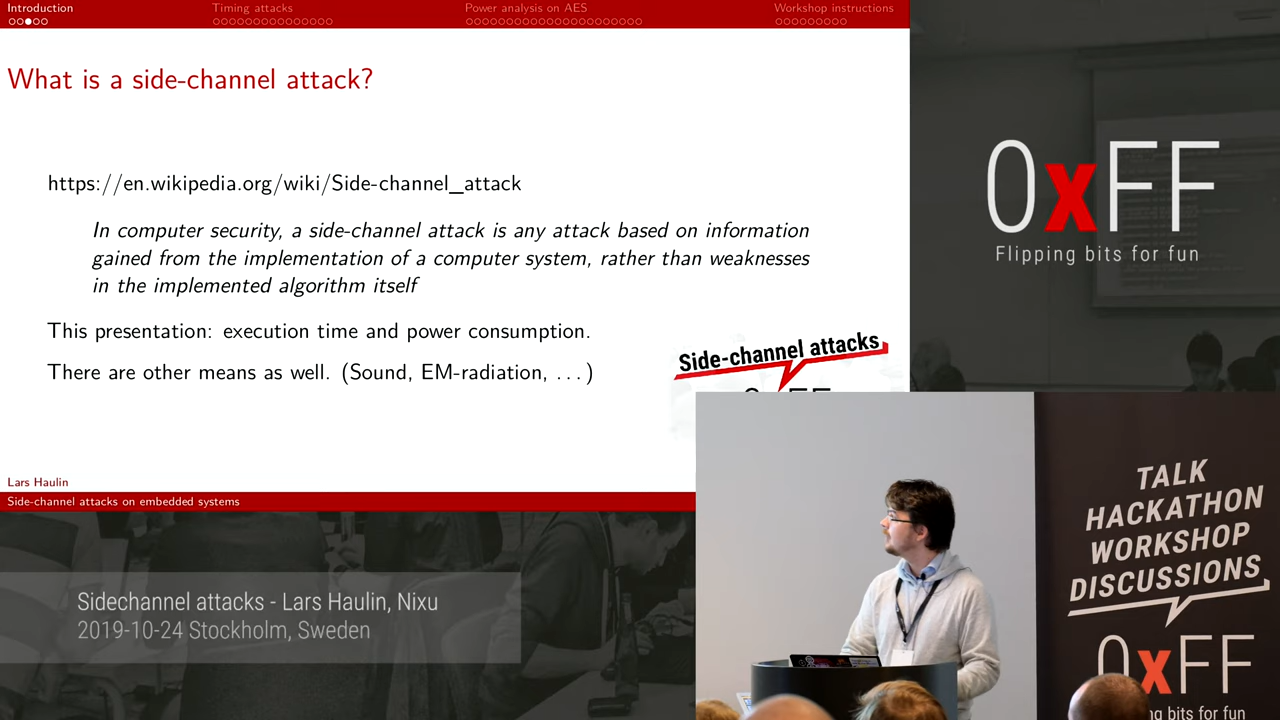 Introduction
Timing attacks
Power analysis on AES
Workshop instructions
What is a side-channel attack?
https://en.wikipedia.org/wiki/Side-channel_attack
In computer security, a side-channel attack is any attack based on information
gained from the implementation of a computer system, rather than weaknesses
in the implemented algorithm itself
This presentation: execution time and power consumption.
There are other means as well. (Sound, EM-radiation, ...)
Side-channel attacks
Lars Haulin
Side-channel attacks on embedded systems
0xFF
Flipping bits for fun
Sidechannel attacks - Lars Haulin, Nixu
2019-10-24 Stockholm, Sweden
TALK
HACKATHON
WORKSHOP
DISCUSSIONS
0xFF
bits for fun